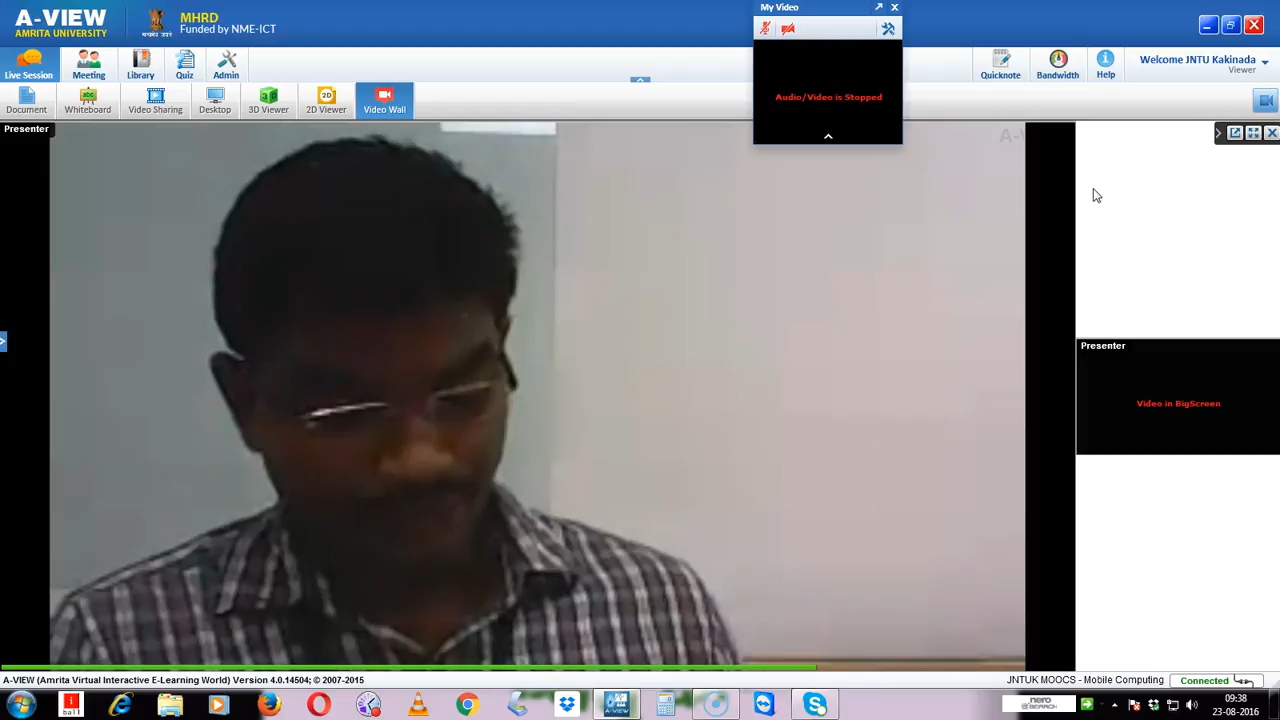 A-VIEW
AMRITA UNIVERSITY
MHRD
Funded by NME-ICT
My Video
Live Session
Meeting
Library
Quiz
Admin
Quicknote
Bandwidth
Help
Welcome JNTU Kakinada
Viewer
Document
Whiteboard
Video Sharing
Desktop
3D Viewer
2D Viewer
Video Wall
Audio/Video is Stopped
Presenter
Presenter
Video in BigScreen
A-VIEW (Amrita Virtual Interactive E-Learning World) Version 4.0.14504; © 2007-2015
JNTUK MOOCS - Mobile Computing
Connected
09:38
23-08-2016